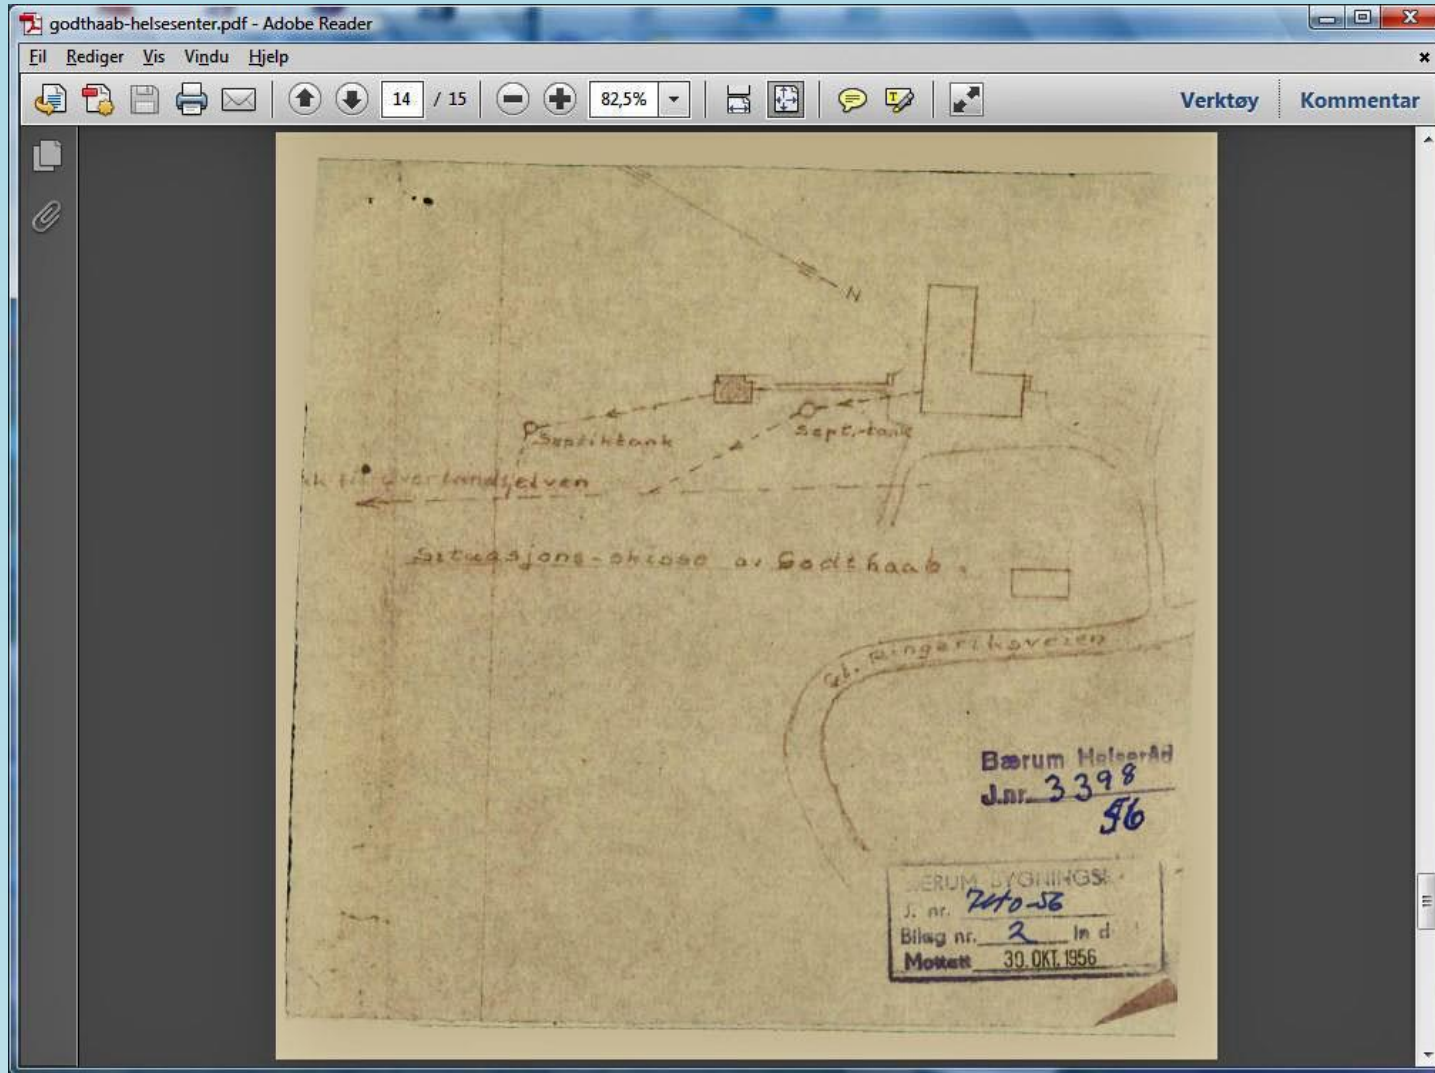 godthaab-helsesenter.pdf - Adobe Reader
Fil Rediger Vis Vindu Hjelp
14 / 15 82,5% Verktøy Kommentar
N
Septiktank
Sept.-tank
til Øverlandselven
Situasjons-skisse av Godthaab.
Gl. Ringeriksveien
Bærum Helseråd
J.nr. 3398
56
BÆRUM BYGNINGS
J. nr. 740-56
Bilag nr. 2
Mottatt 30. OKT. 1956